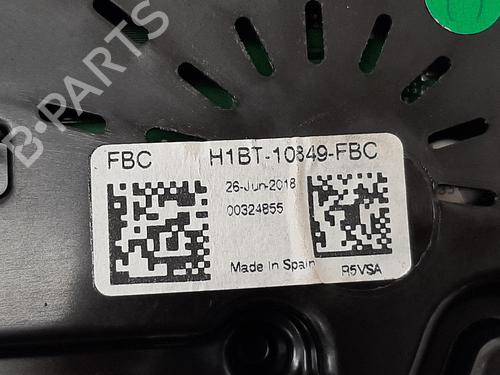 B-PARTS
FBC H1BT-10849-FBC
26-Jun-2018
00324855
Made In Spain
R5VSA